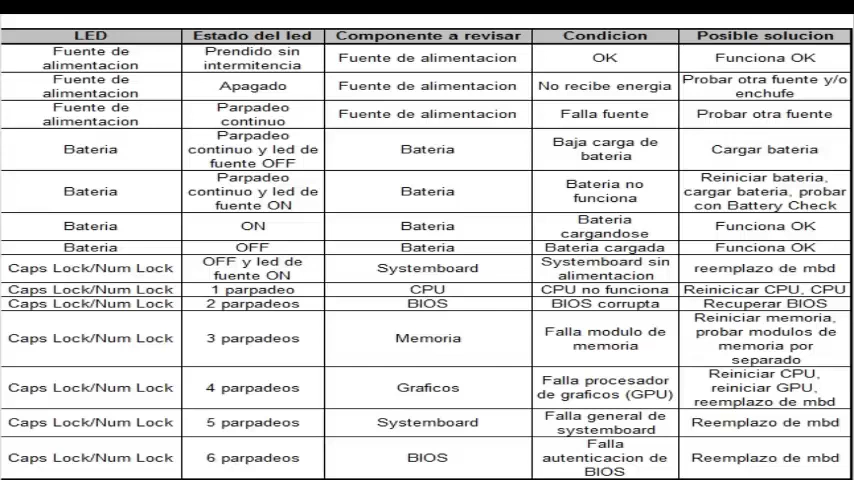 LED Estado del led Componente a revisar Condicion Posible solucion
Fuente de alimentacion Prendido sin intermitencia Fuente de alimentacion OK Funciona OK
Fuente de alimentacion Apagado Fuente de alimentacion No recibe energia Probar otra fuente y/o enchufe
Fuente de alimentacion Parpadeo continuo Fuente de alimentacion Falla fuente Probar otra fuente
Bateria Parpadeo continuo y led de fuente OFF Bateria Baja carga de bateria Cargar bateria
Bateria Parpadeo continuo y led de fuente ON Bateria Bateria no funciona Reiniciar bateria, cargar bateria, probar con Battery Check
Bateria ON Bateria Bateria cargandose Funciona OK
Bateria OFF Bateria Bateria cargada Funciona OK
Caps Lock/Num Lock OFF y led de fuente ON Systemboard Systemboard sin alimentacion reemplazo de mbd
Caps Lock/Num Lock 1 parpadeo CPU CPU no funciona Reinicicar CPU, CPU
Caps Lock/Num Lock 2 parpadeos BIOS BIOS corrupta Recuperar BIOS
Caps Lock/Num Lock 3 parpadeos Memoria Falla modulo de memoria Reiniciar memoria, probar modulos de memoria por separado
Caps Lock/Num Lock 4 parpadeos Graficos Falla procesador de graficos (GPU) Reiniciar CPU, reiniciar GPU, reemplazo de mbd
Caps Lock/Num Lock 5 parpadeos Systemboard Falla general de systemboard Reemplazo de mbd
Caps Lock/Num Lock 6 parpadeos BIOS Falla autenticacion de BIOS Reemplazo de mbd